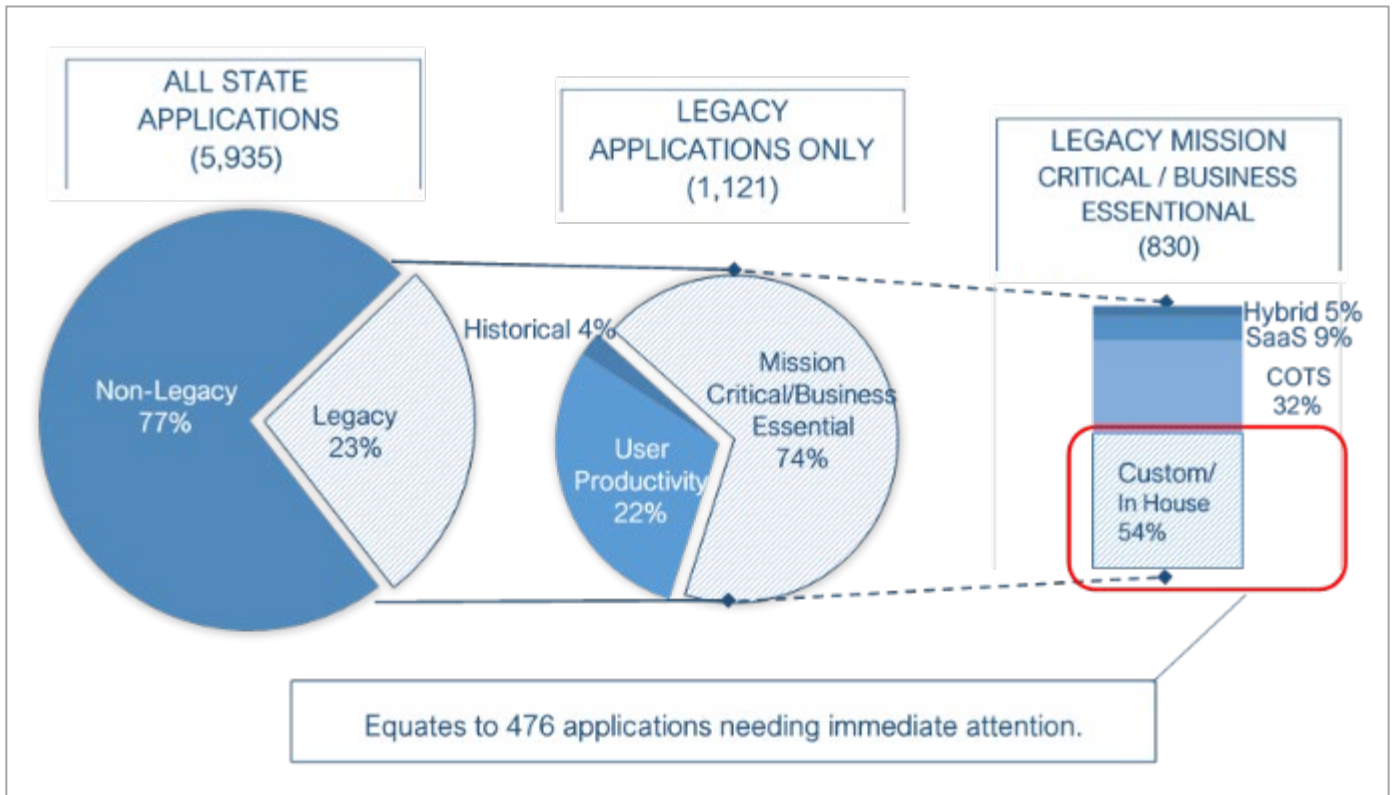 ALL STATE
APPLICATIONS
(5,935)
LEGACY
APPLICATIONS ONLY
(1,121)
LEGACY MISSION
CRITICAL / BUSINESS
ESSENTIONAL
(830)
Non-Legacy
77%
Legacy
23%
Historical 4%
User
Productivity
22%
Mission
Critical/Business
Essential
74%
Hybrid 5%
SaaS 9%
COTS
32%
Custom/
In House
54%
Equates to 476 applications needing immediate attention.